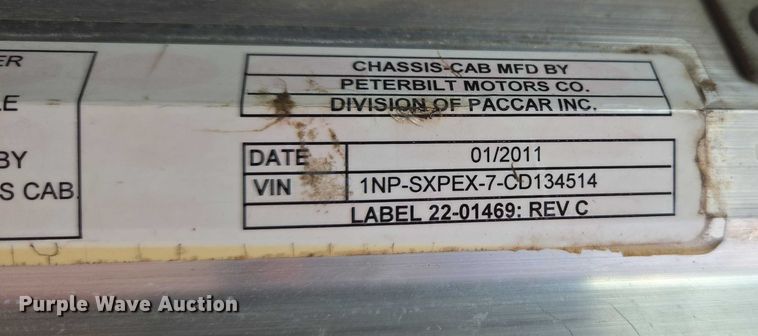 ER
LE
BY
S CAB.
CHASSIS-CAB MFD BY
PETERBILT MOTORS CO.
DIVISION OF PACCAR INC.
DATE 01/2011
VIN 1NP-SXPEX-7-CD134514
LABEL 22-01469: REV C
Purple Wave Auction